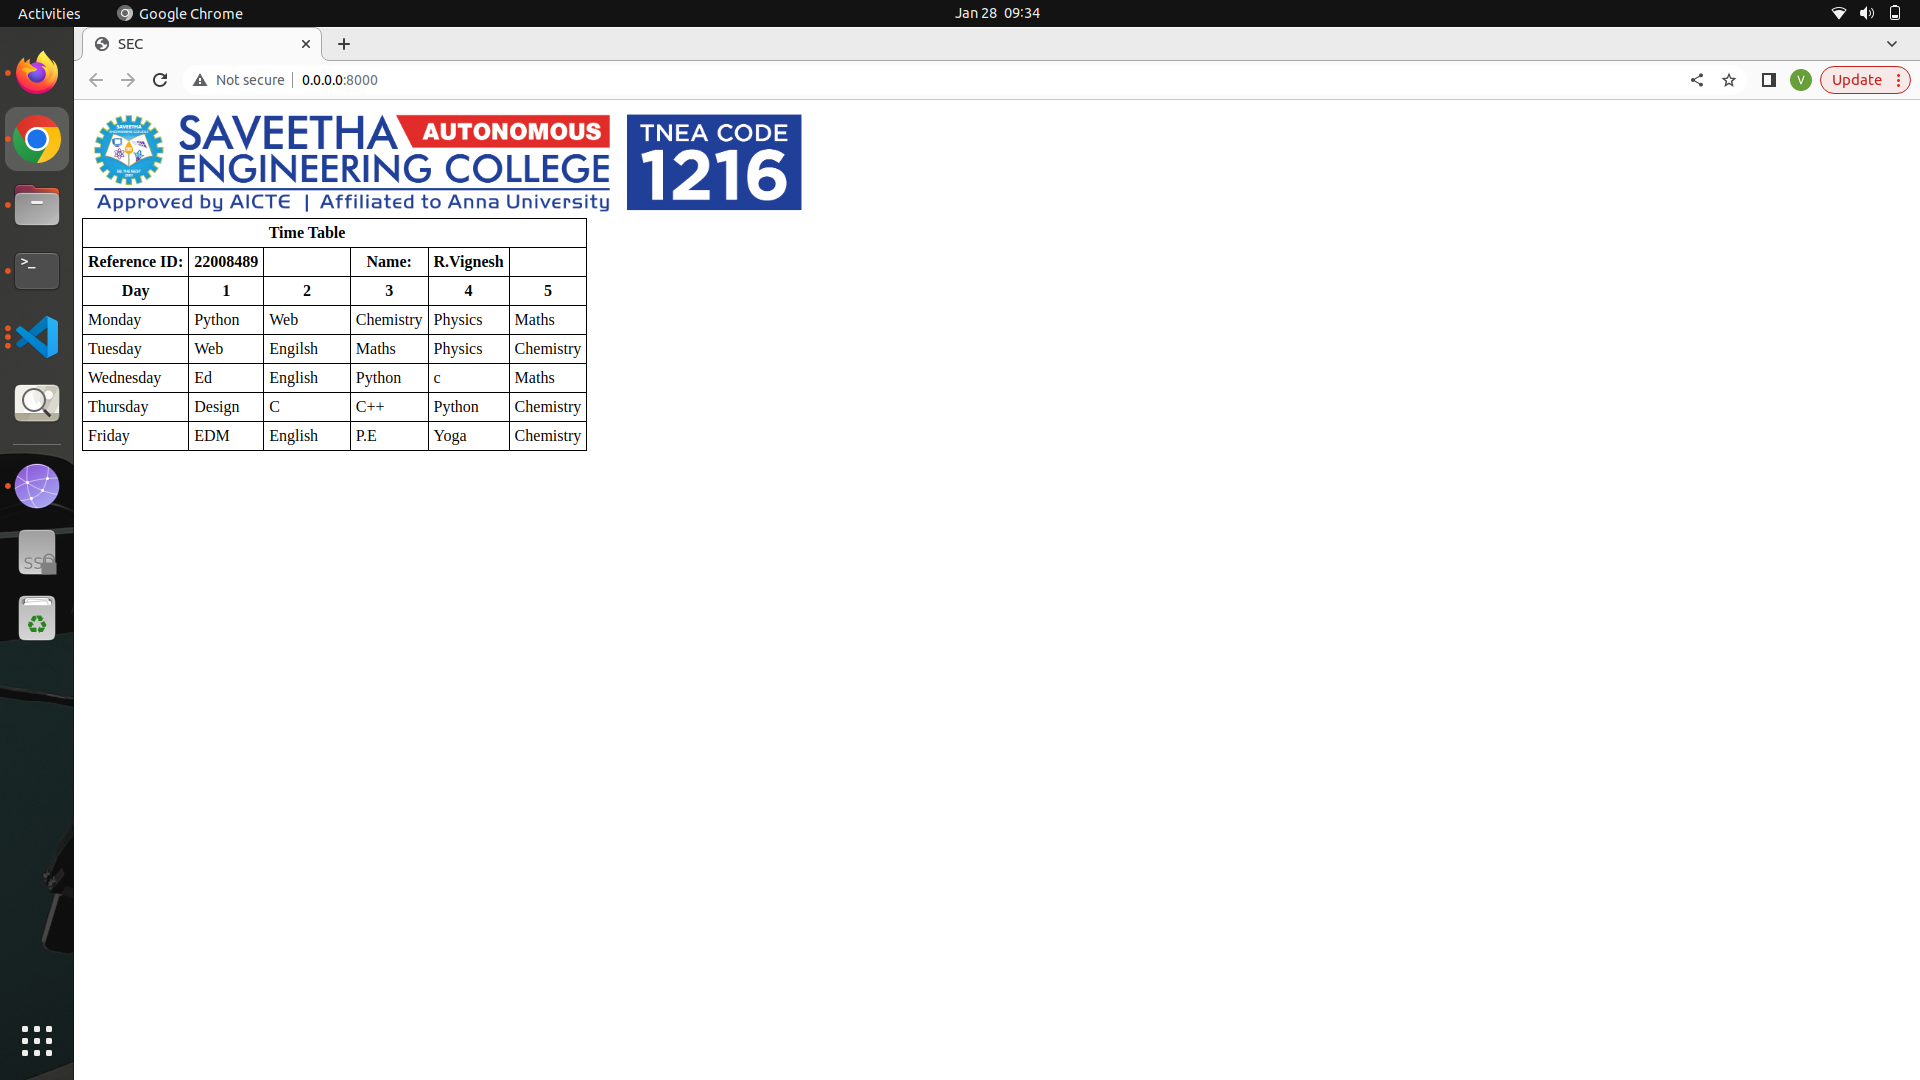 Activities Google Chrome Jan 28 09:34
SEC
Not secure 0.0.0.0:8000 V Update
SAVEETHA AUTONOMOUS
ENGINEERING COLLEGE
Approved by AICTE | Affiliated to Anna University
TNEA CODE
1216
Time Table
Reference ID: 22008489 Name: R.Vignesh
Day 1 2 3 4 5
Monday Python Web Chemistry Physics Maths
Tuesday Web Engilsh Maths Physics Chemistry
Wednesday Ed English Python c Maths
Thursday Design C C++ Python Chemistry
Friday EDM English P.E Yoga Chemistry
>_